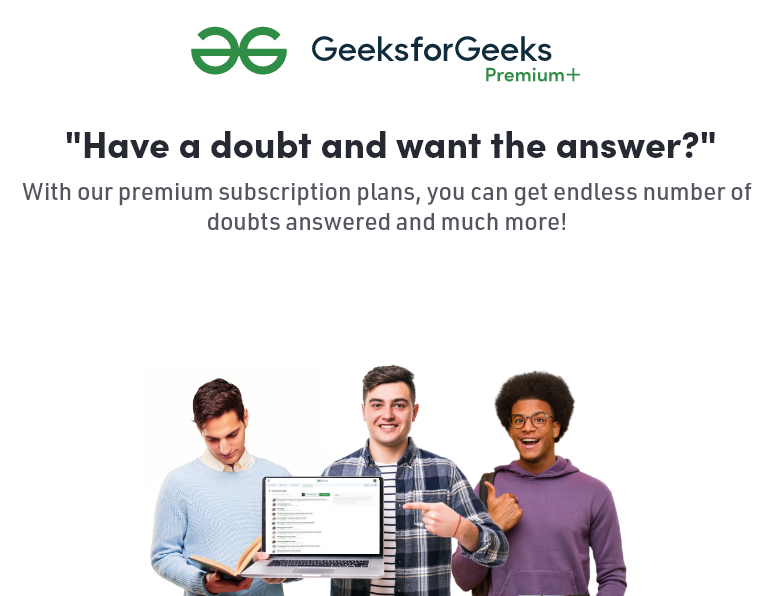 GeeksforGeeks
Premium+
"Have a doubt and want the answer?"
With our premium subscription plans, you can get endless number of
doubts answered and much more!